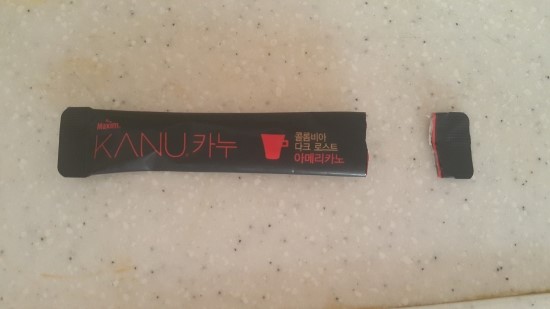 Maxim.
KANU 카누
콜롬비아
다크 로스트
아메리카노